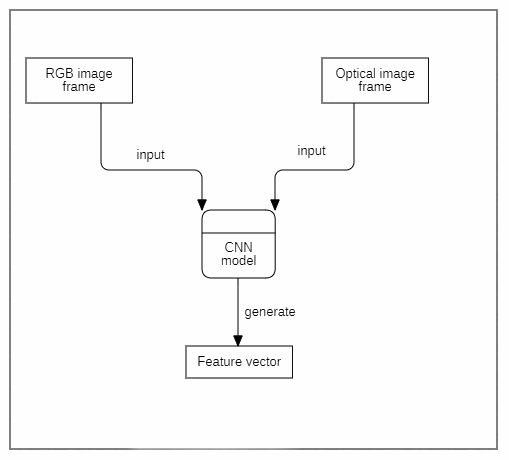 RGB image
frame
Optical image
frame
input
input
CNN
model
generate
Feature vector